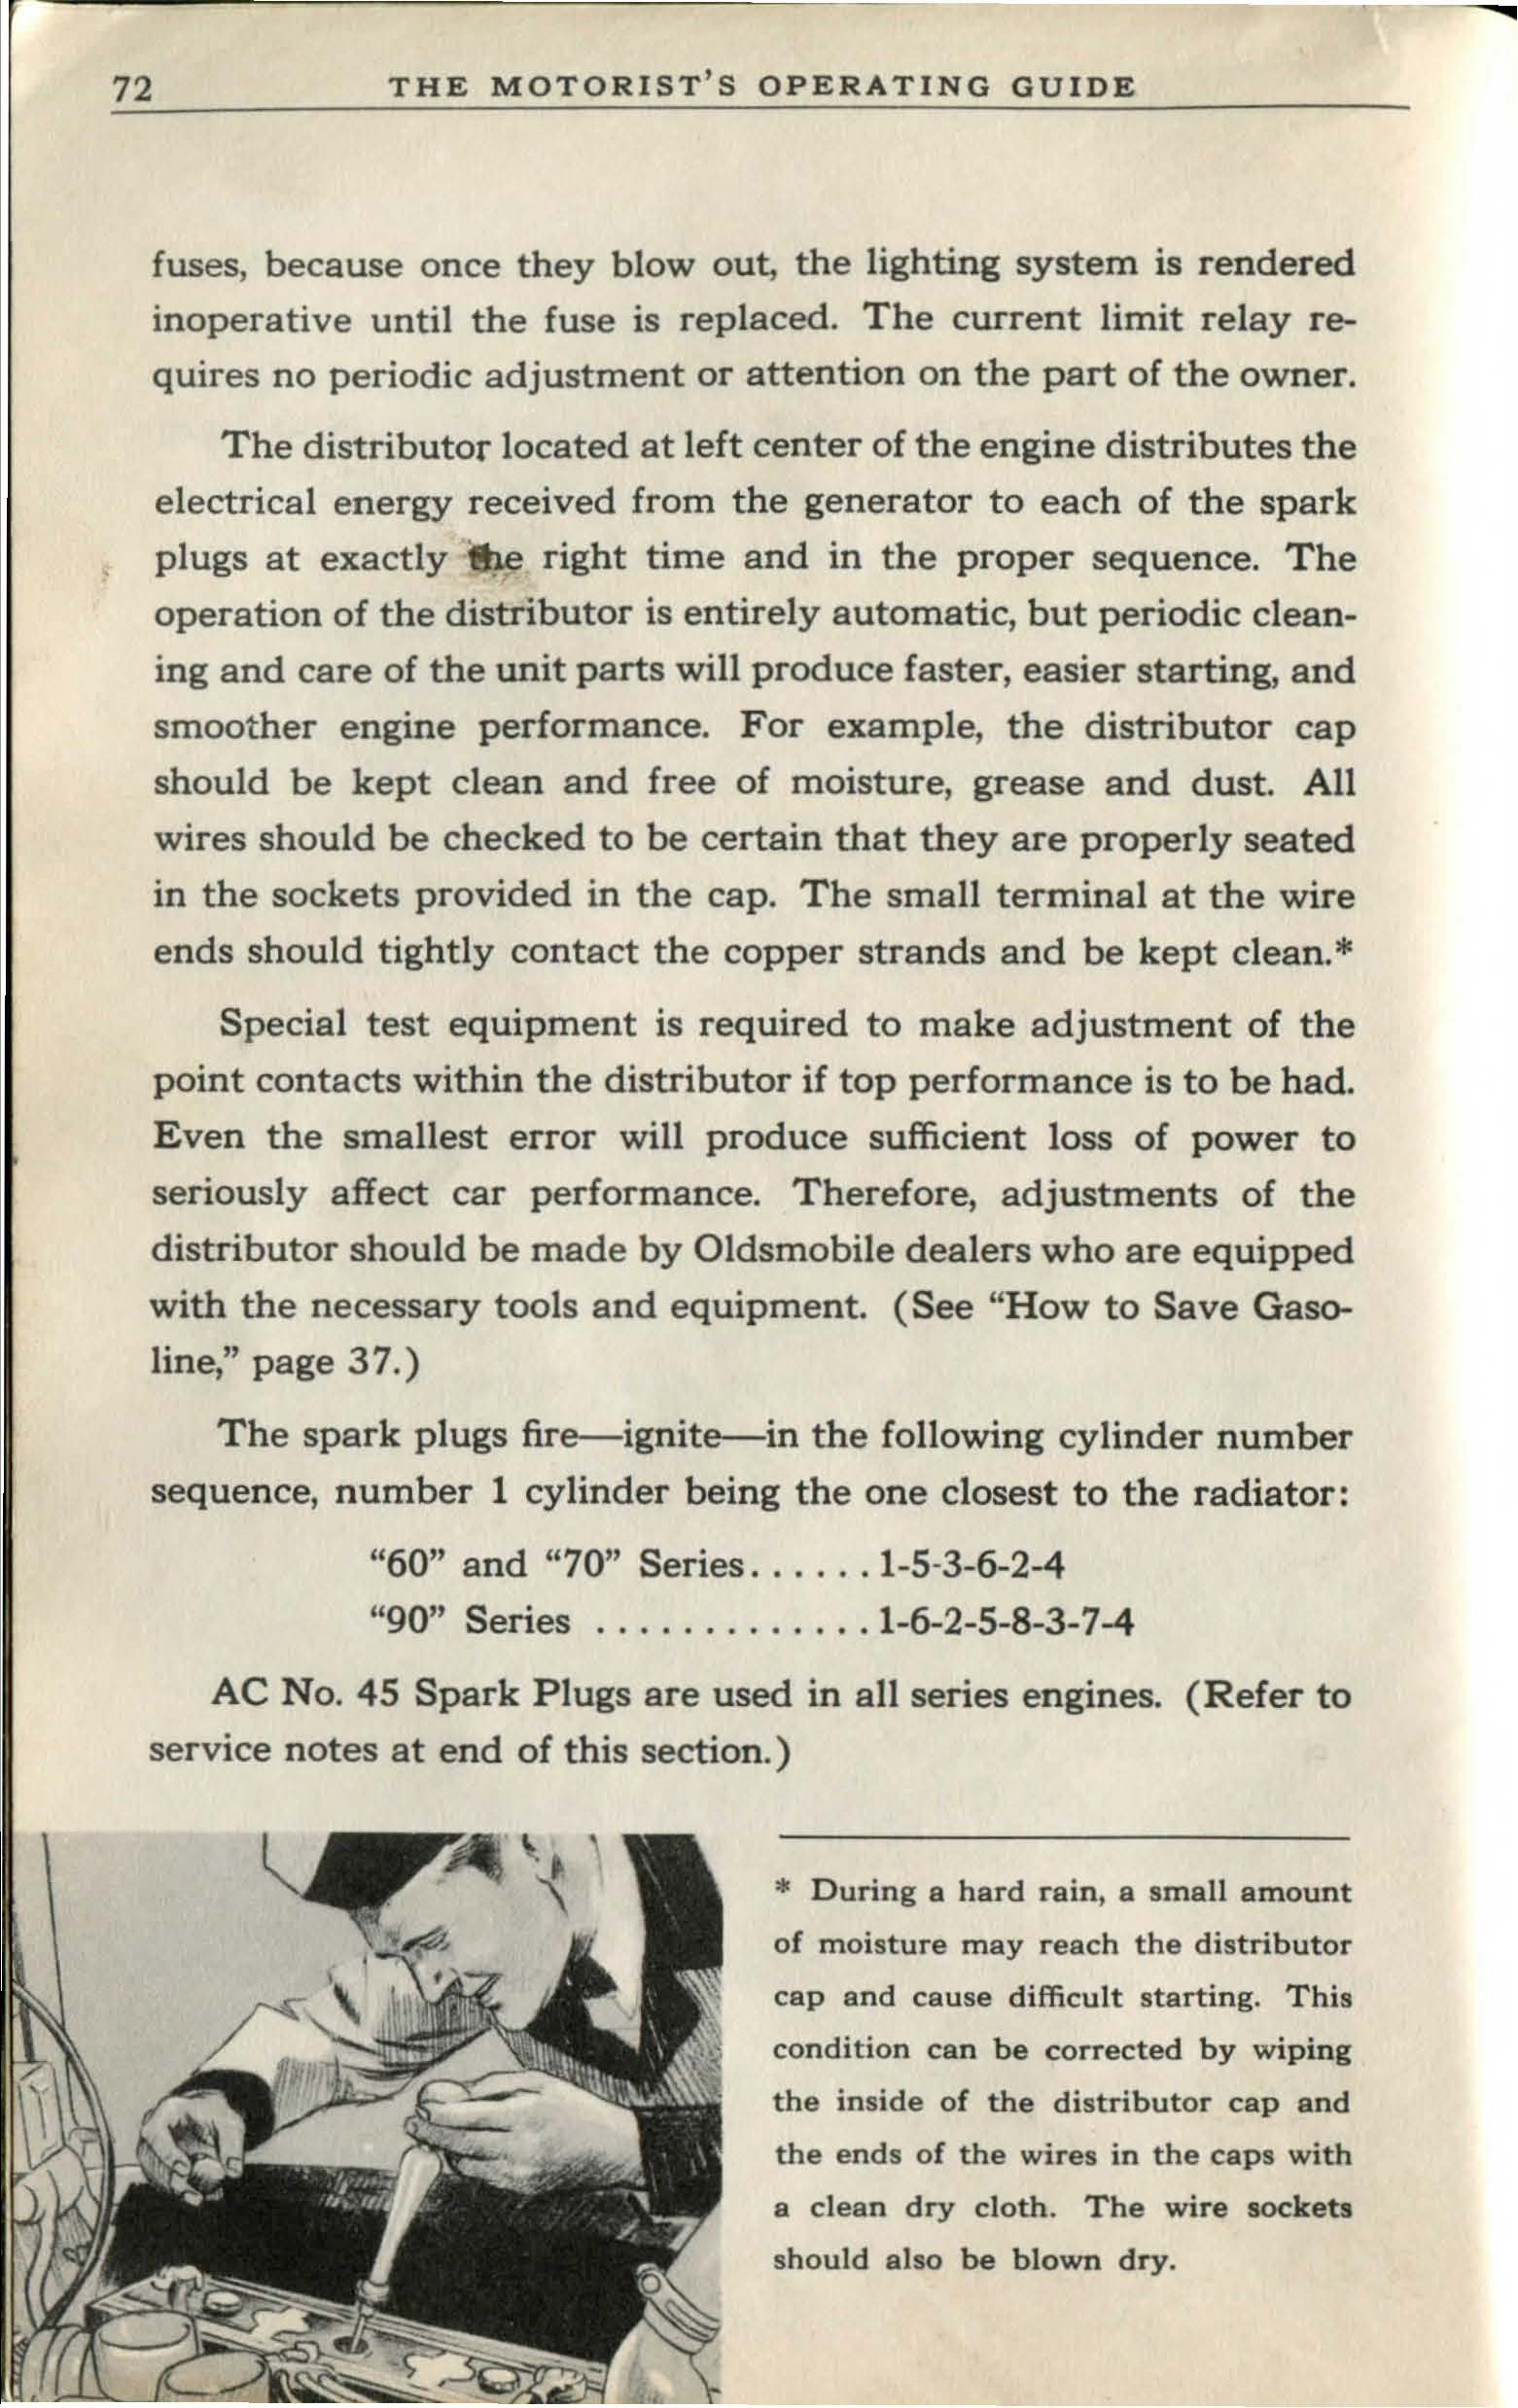 72 THE MOTORIST'S OPERATING GUIDE
fuses, because once they blow out, the lighting system is rendered
inoperative until the fuse is replaced. The current limit relay re-
quires no periodic adjustment or attention on the part of the owner.
The distributor located at left center of the engine distributes the
electrical energy received from the generator to each of the spark
plugs at exactly the right time and in the proper sequence. The
operation of the distributor is entirely automatic, but periodic clean-
ing and care of the unit parts will produce faster, easier starting, and
smoother engine performance. For example, the distributor cap
should be kept clean and free of moisture, grease and dust. All
wires should be checked to be certain that they are properly seated
in the sockets provided in the cap. The small terminal at the wire
ends should tightly contact the copper strands and be kept clean.*
Special test equipment is required to make adjustment of the
point contacts within the distributor if top performance is to be had.
Even the smallest error will produce sufficient loss of power to
seriously affect car performance. Therefore, adjustments of the
distributor should be made by Oldsmobile dealers who are equipped
with the necessary tools and equipment. (See “How to Save Gaso-
line,” page 37.)
The spark plugs fire—ignite—in the following cylinder number
sequence, number 1 cylinder being the one closest to the radiator:
“60” and “70” Series......1-5-3-6-2-4
“90” Series .............1-6-2-5-8-3-7-4
AC No. 45 Spark Plugs are used in all series engines. (Refer to
service notes at end of this section.)
* During a hard rain, a small amount
of moisture may reach the distributor
cap and cause difficult starting. This
condition can be corrected by wiping
the inside of the distributor cap and
the ends of the wires in the caps with
a clean dry cloth. The wire sockets
should also be blown dry.